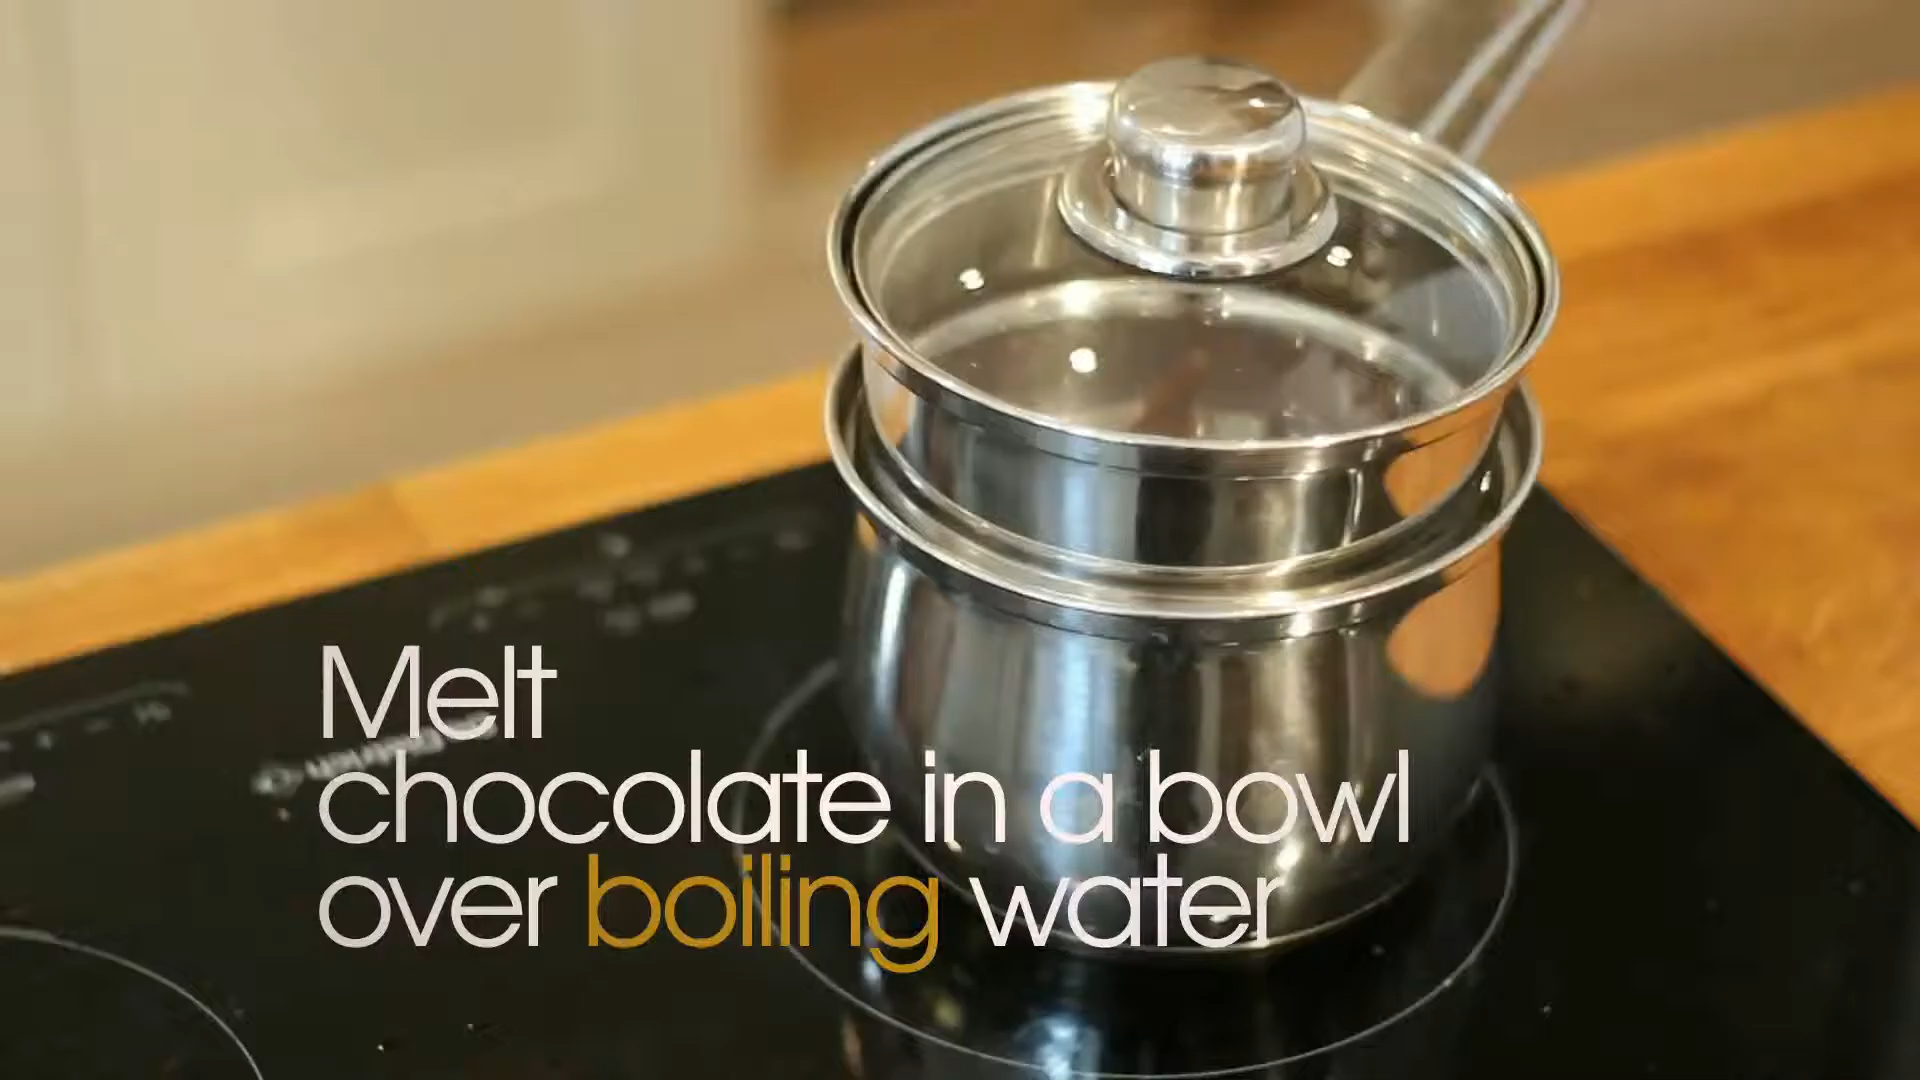 Melt
chocolate in a bowl
over boiling water